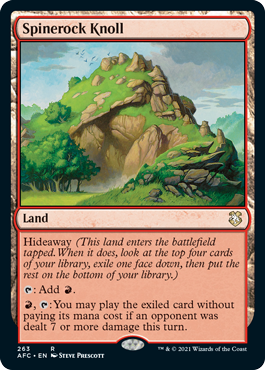 Spinerock Knoll
Land
Hideaway (This land enters the battlefield
tapped. When it does, look at the top four cards
of your library, exile one face down, then put the
rest on the bottom of your library.)
: Add .
, : You may play the exiled card without
paying its mana cost if an opponent was
dealt 7 or more damage this turn.
263 R
AFC • EN STEVE PRESCOTT
™ & © 2021 Wizards of the Coast